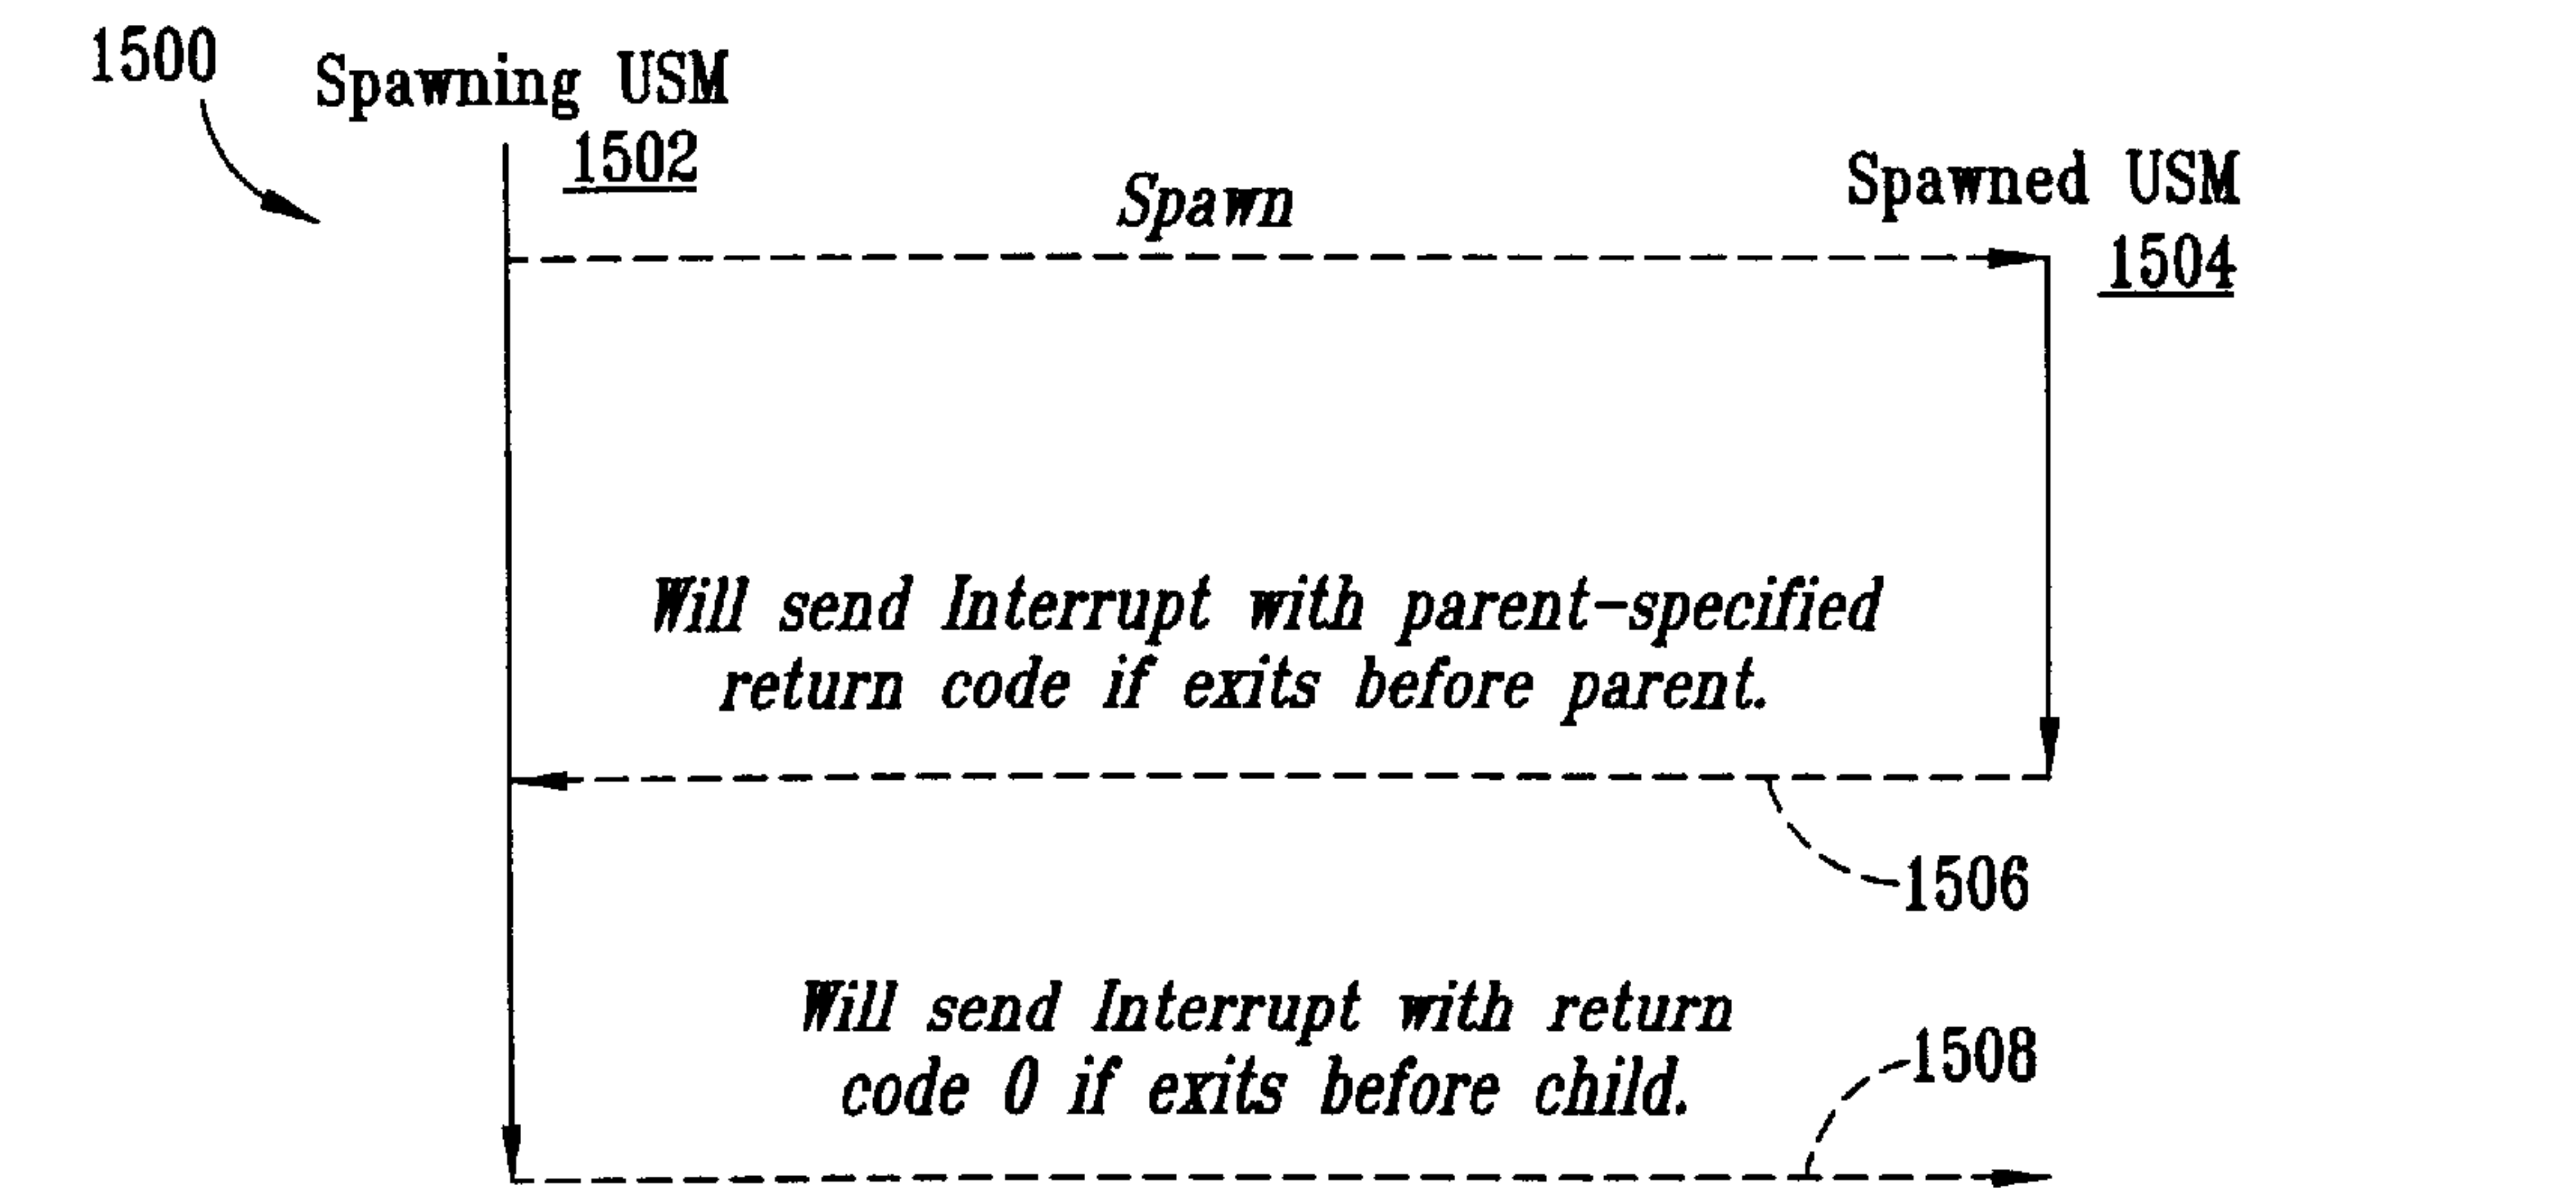 1500
Spawning USM
1502
Spawn
Spawned USM
1504
Will send Interrupt with parent-specified
return code if exits before parent.
1506
Will send Interrupt with return
code 0 if exits before child.
1508